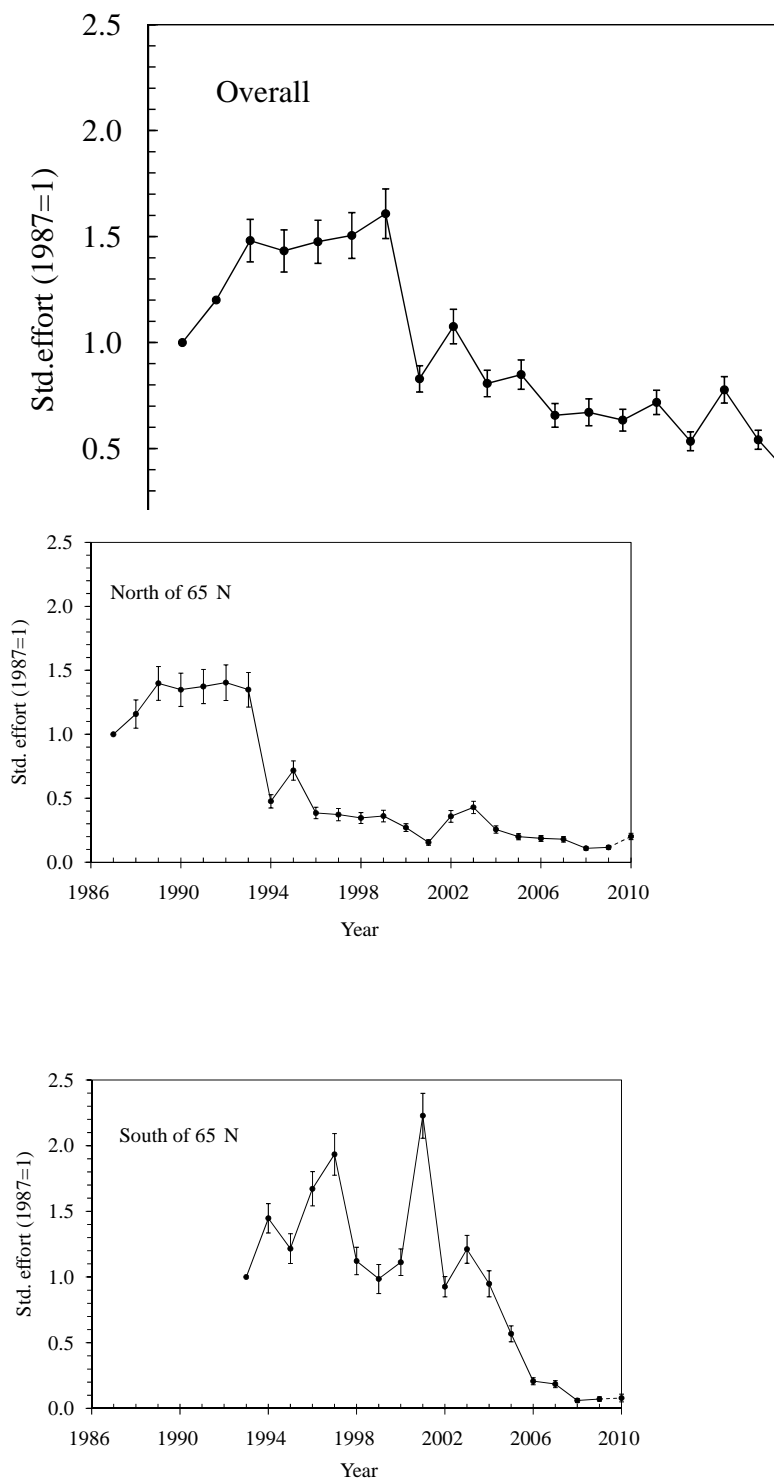 2.5
Overall
2.0
1.5
1.0
0.5
Std.effort (1987=1)
2.5
North of 65 N
2.0
1.5
1.0
0.5
0.0
Std. effort (1987=1)
1986 1990 1994 1998 2002 2006 2010
Year
2.5
South of 65 N
2.0
1.5
1.0
0.5
0.0
Std. effort (1987=1)
1986 1990 1994 1998 2002 2006 2010
Year